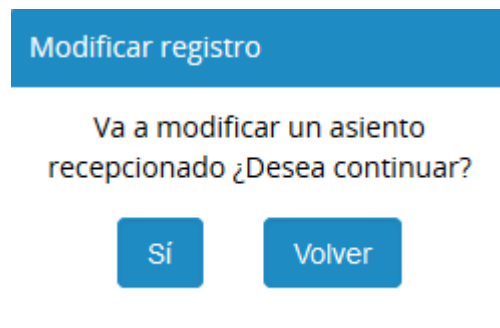 Modificar registro
Va a modificar un asiento
recepcionado ¿Desea continuar?
Sí
Volver